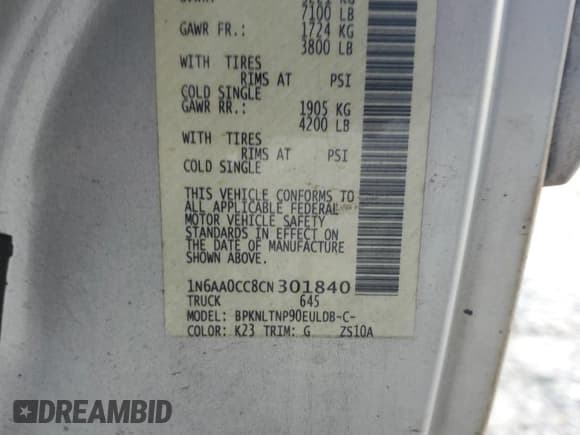 7100 LB
GAWR FR.: 1724 KG
3800 LB
WITH TIRES
RIMS AT PSI
COLD SINGLE
GAWR RR.: 1905 KG
4200 LB
WITH TIRES
RIMS AT PSI
COLD SINGLE
THIS VEHICLE CONFORMS TO
ALL APPLICABLE FEDERAL
MOTOR VEHICLE SAFETY
STANDARDS IN EFFECT ON
THE DATE OF MANUFACTURE
SHOWN ABOVE.
1N6AA0CC8CN301840
TRUCK 645
MODEL: BPKNLTNP90EULDB-C-
COLOR: K23 TRIM: G ZS10A
DREAMBID